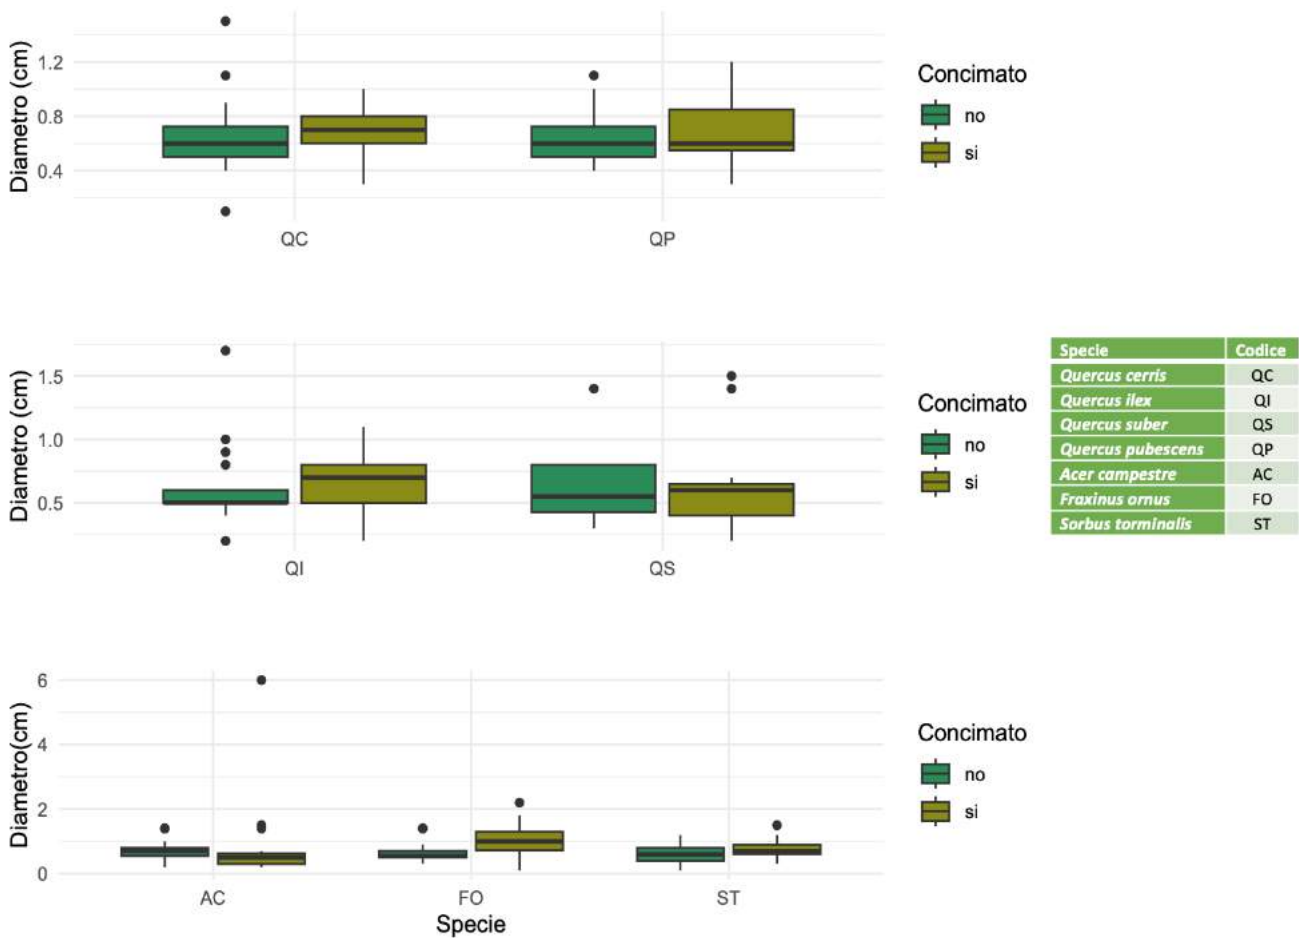 Diametro (cm)
1.2
0.8
0.4
QC QP
Concimato
no
si
Diametro (cm)
1.5
1.0
0.5
QI QS
Concimato
no
si
Specie Codice
Quercus cerris QC
Quercus ilex QI
Quercus suber QS
Quercus pubescens QP
Acer campestre AC
Fraxinus ornus FO
Sorbus torminalis ST
Diametro(cm)
6
4
2
0
AC FO ST
Specie
Concimato
no
si